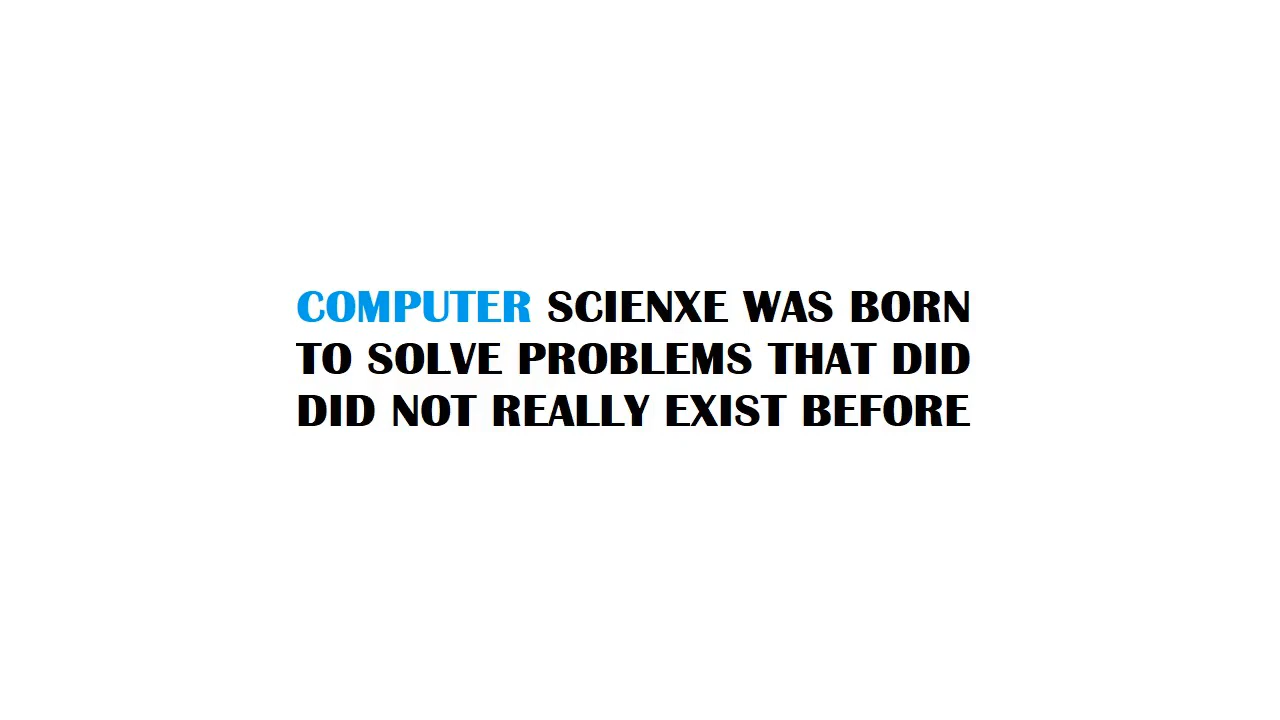 COMPUTER SCIENXE WAS BORN
TO SOLVE PROBLEMS THAT DID
DID NOT REALLY EXIST BEFORE